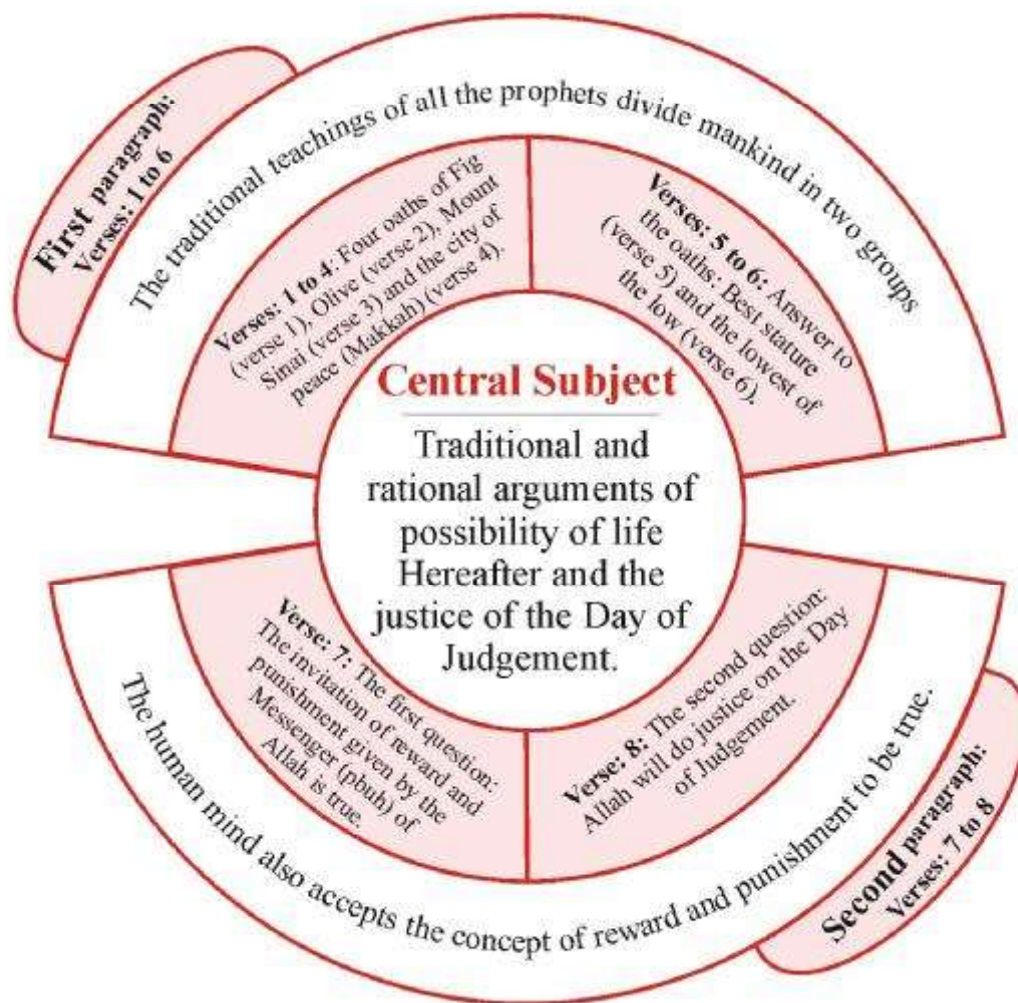 First paragraph:
Verses: 1 to 6
The traditional teachings of all the prophets divide mankind in two groups
Verses: 1 to 4: Four oaths of Fig
(verse 1), Olive (verse 2), Mount
Sinai (verse 3) and the city of
peace (Makkah) (verse 4).
Verses: 5 to 6: Answer to
the oaths: Best stature
(verse 5) and the lowest of
the low (verse 6).
Central Subject
Traditional and
rational arguments of
possibility of life
Hereafter and the
justice of the Day of
Judgement.
Verse: 7: The first question:
The invitation of reward and
punishment given by the
Messenger (pbuh) of
Allah is true.
Verse: 8: The second question:
Allah will do justice on the Day
of Judgement.
The human mind also accepts the concept of reward and punishment to be true.
Second paragraph:
Verses: 7 to 8